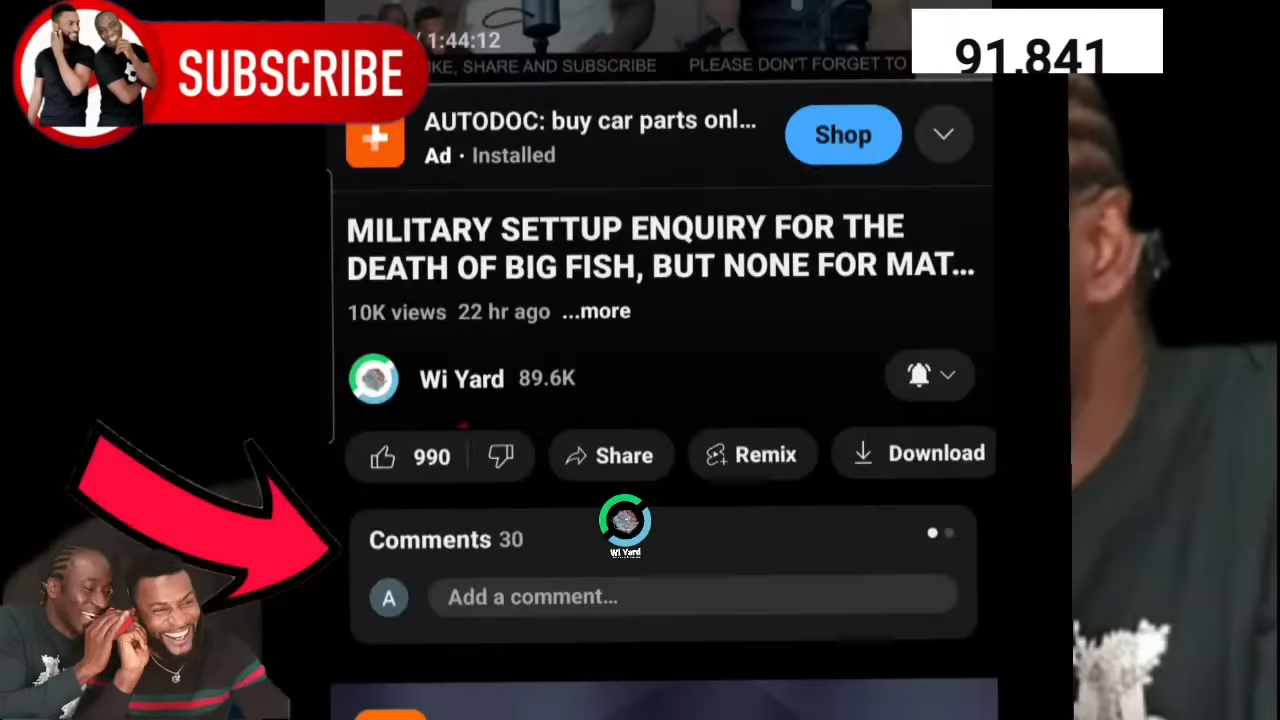 SUBSCRIBE
/ 1:44:12
IKE, SHARE AND SUBSCRIBE PLEASE DON'T FORGET TO
91,841
AUTODOC: buy car parts onl...
Ad · Installed
Shop
MILITARY SETTUP ENQUIRY FOR THE
DEATH OF BIG FISH, BUT NONE FOR MAT...
10K views 22 hr ago ...more
Wi Yard 89.6K
990 Share Remix Download
Comments 30
Wi Yard
A Add a comment...